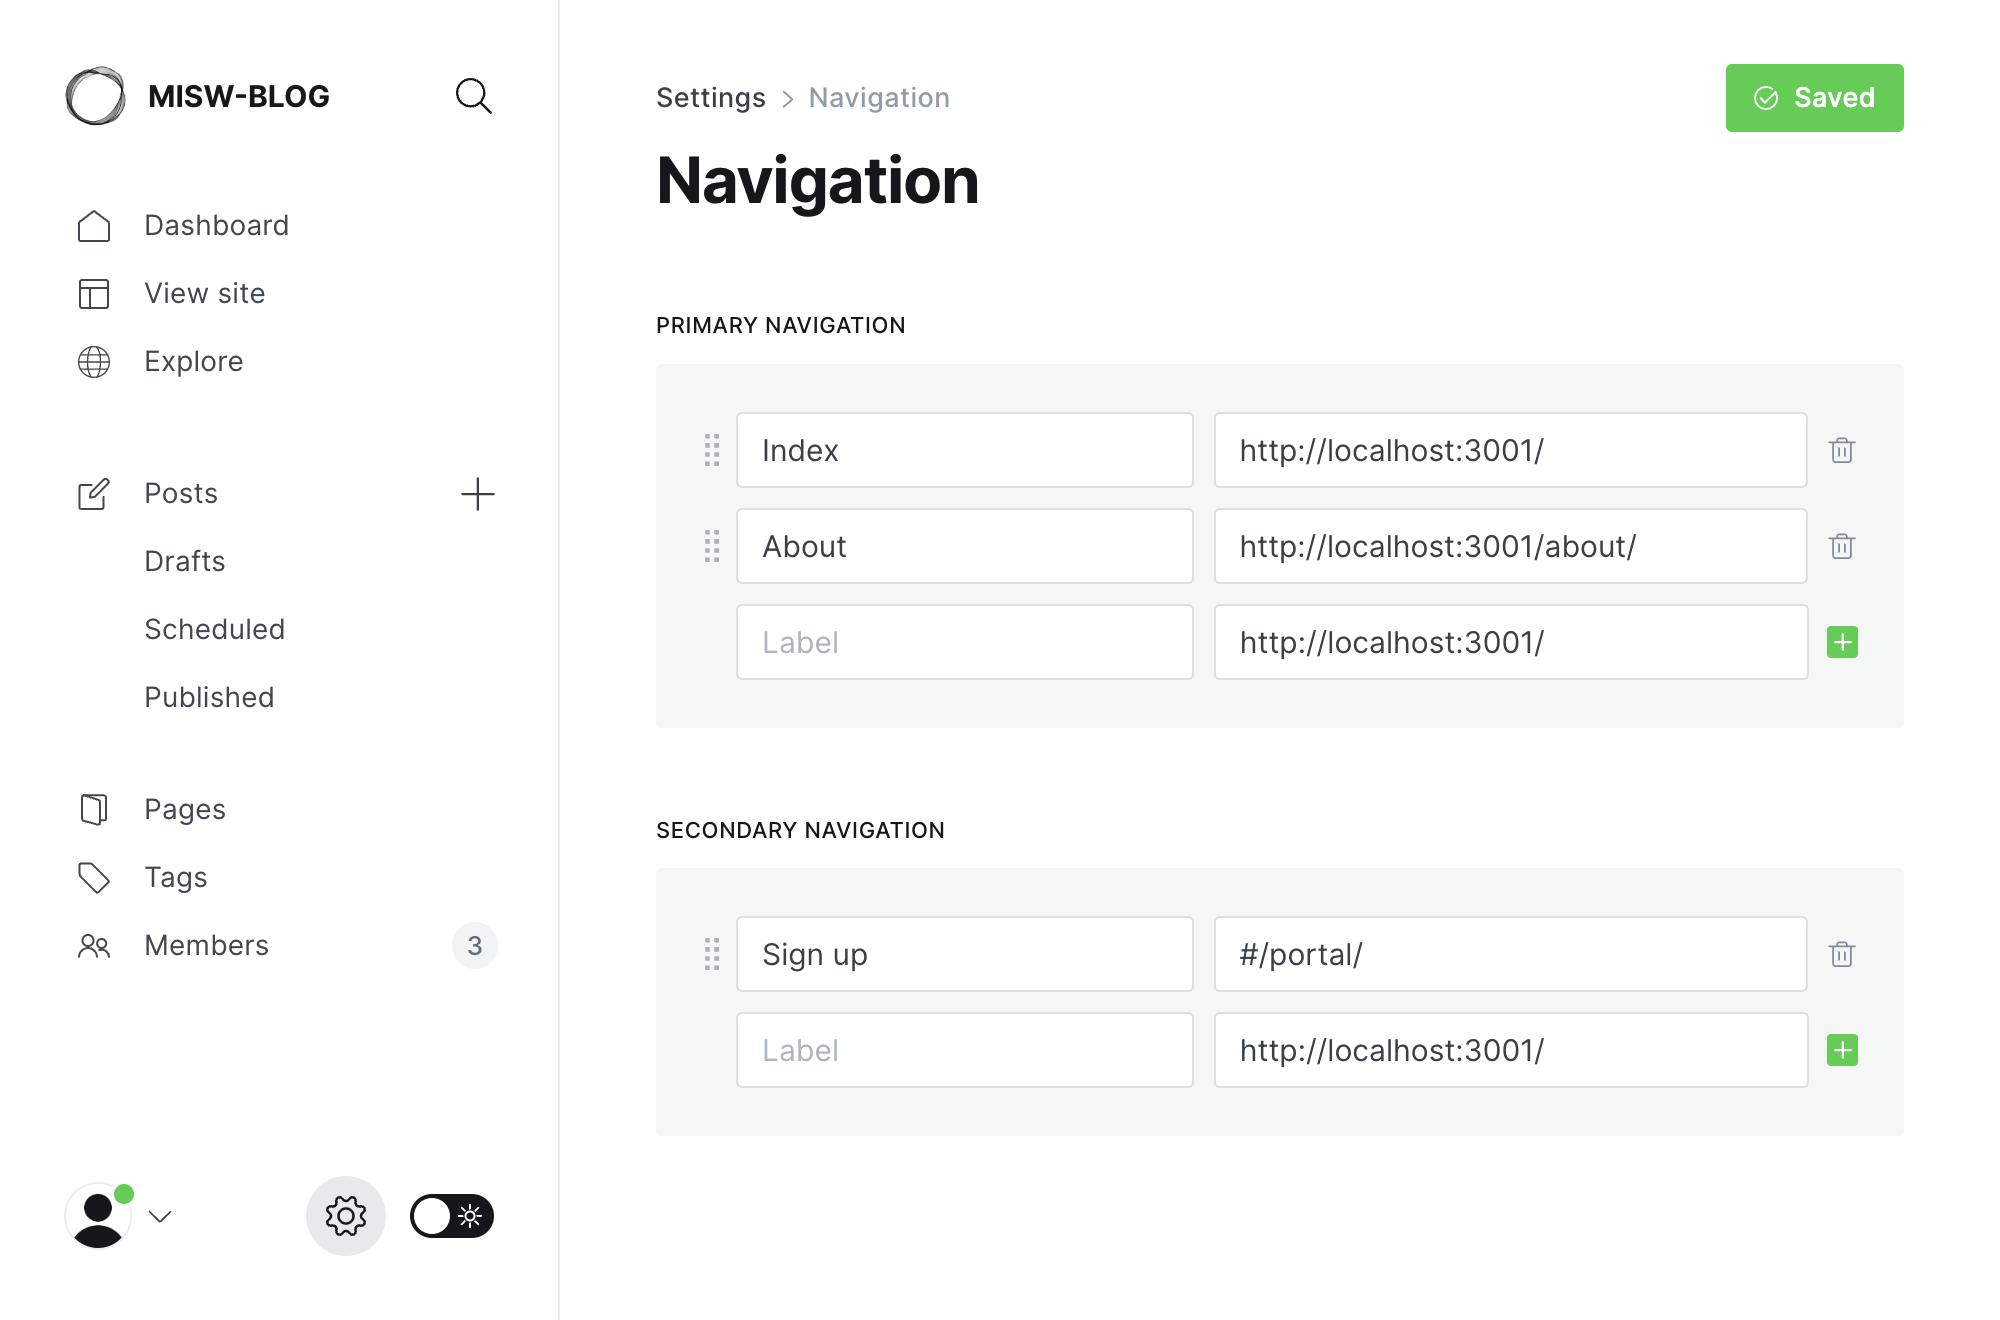 MISW-BLOG
Dashboard
View site
Explore
Posts
Drafts
Scheduled
Published
Pages
Tags
Members
3
Settings > Navigation
Saved
Navigation
PRIMARY NAVIGATION
Index http://localhost:3001/
About http://localhost:3001/about/
Label http://localhost:3001/
SECONDARY NAVIGATION
Sign up #/portal/
Label http://localhost:3001/